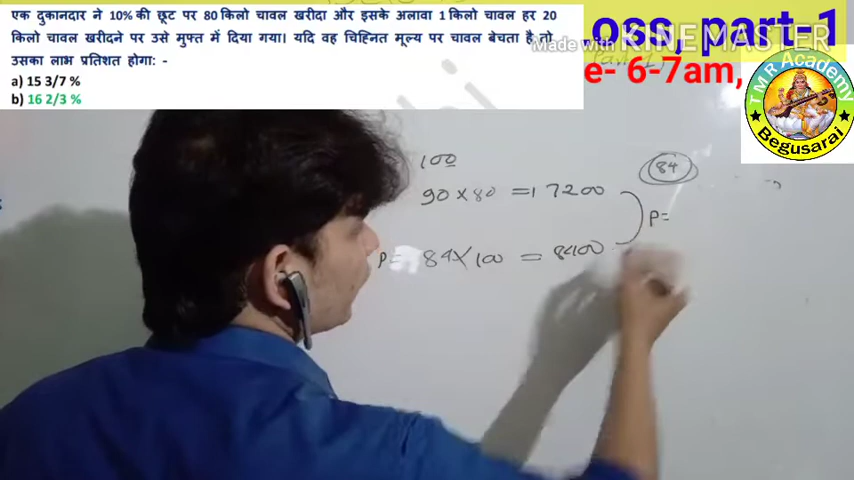 एक दुकानदार ने 10% की छूट पर 80 किलो चावल खरीदा और इसके अलावा 1 किलो चावल हर 20
किलो चावल खरीदने पर उसे मुफ्त में दिया गया। यदि वह चिह्नित मूल्य पर चावल बेचता है तो
उसका लाभ प्रतिशत होगा: -
a) 15 3/7 %
b) 16 2/3 %
oss, part-1
Made with KINEMASTER
e- 6-7am,
TMR Academy
Begusarai
100
90 × 80 = 7200
84
P=
P= 84 × 100 = 8400